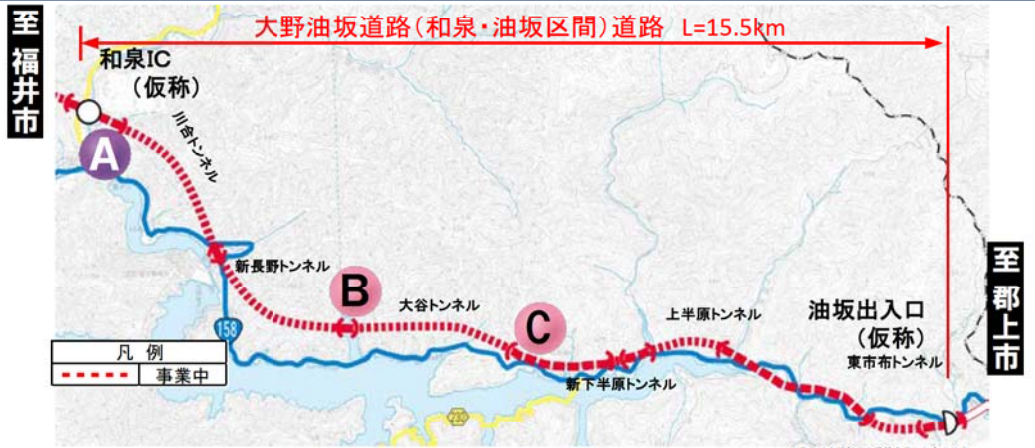 至 福井市
大野油坂道路(和泉・油坂区間)道路 L=15.5km
和泉IC
(仮称)
A
川合トンネル
新長野トンネル
B
大谷トンネル
C
上半原トンネル
油坂出入口
(仮称)
東市布トンネル
至 郡上市
158
凡 例
事業中
新下半原トンネル